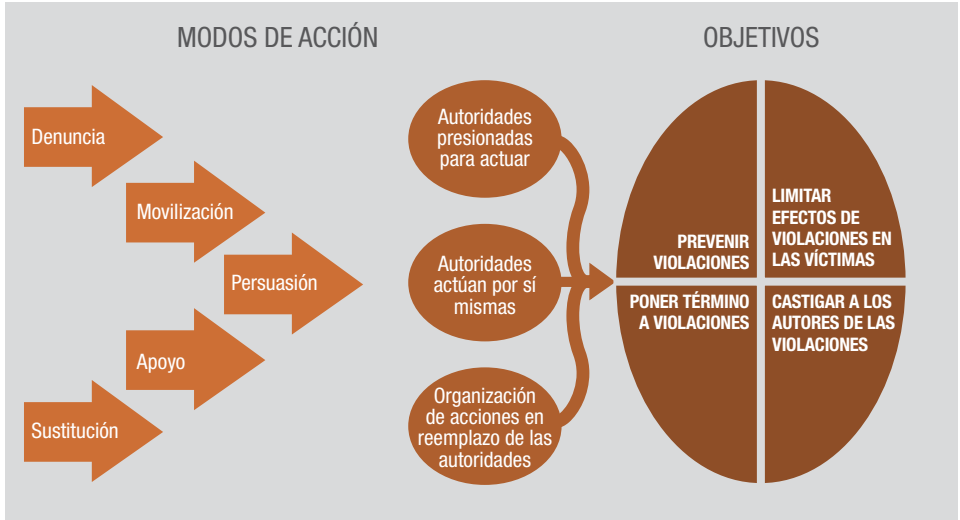 MODOS DE ACCIÓN
OBJETIVOS
Denuncia
Movilización
Persuasión
Apoyo
Sustitución
Autoridades
presionadas
para actuar
Autoridades
actúan por sí
mismas
Organización
de acciones en
reemplazo de las
autoridades
PREVENIR
VIOLACIONES
LIMITAR
EFECTOS DE
VIOLACIONES EN
LAS VÍCTIMAS
PONER TÉRMINO
A VIOLACIONES
CASTIGAR A LOS
AUTORES DE LAS
VIOLACIONES